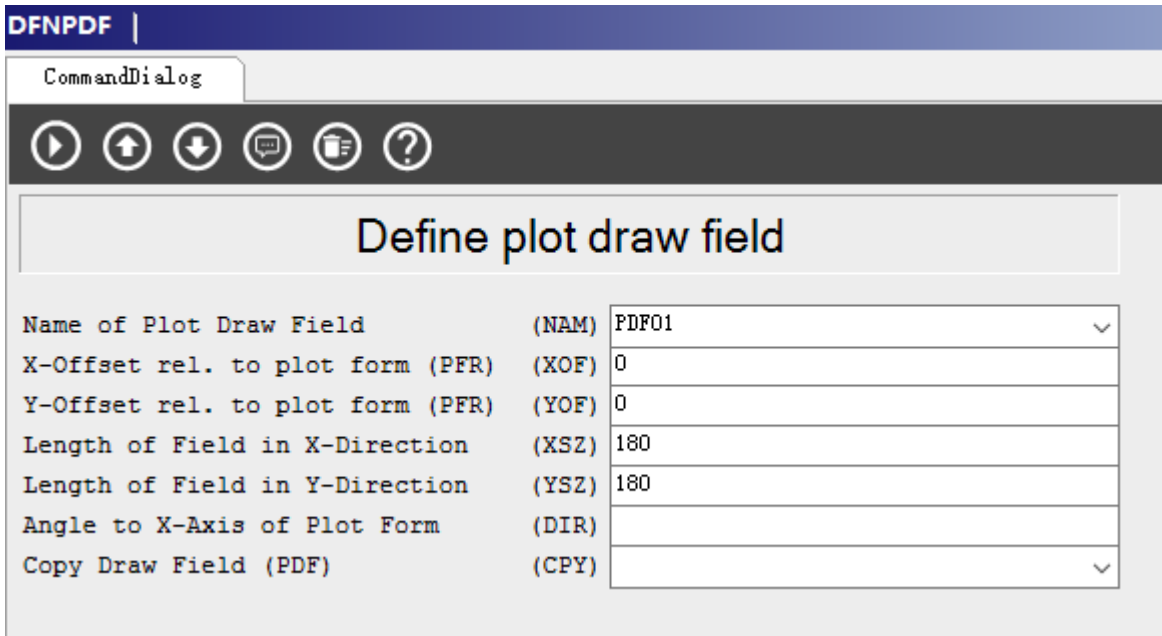 DFNPDF
CommandDialog
Define plot draw field
Name of Plot Draw Field (NAM) PDF01
X-Offset rel. to plot form (PFR) (XOF) 0
Y-Offset rel. to plot form (PFR) (YOF) 0
Length of Field in X-Direction (XSZ) 180
Length of Field in Y-Direction (YSZ) 180
Angle to X-Axis of Plot Form (DIR)
Copy Draw Field (PDF) (CPY)